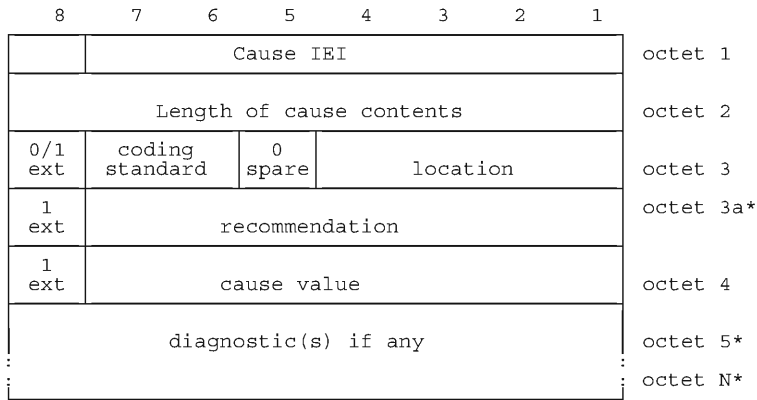 8 7 6 5 4 3 2 1
Cause IEI octet 1
Length of cause contents octet 2
0/1 coding 0
ext standard spare location octet 3
1 octet 3a*
ext recommendation
1
ext cause value octet 4
diagnostic(s) if any octet 5*
octet N*